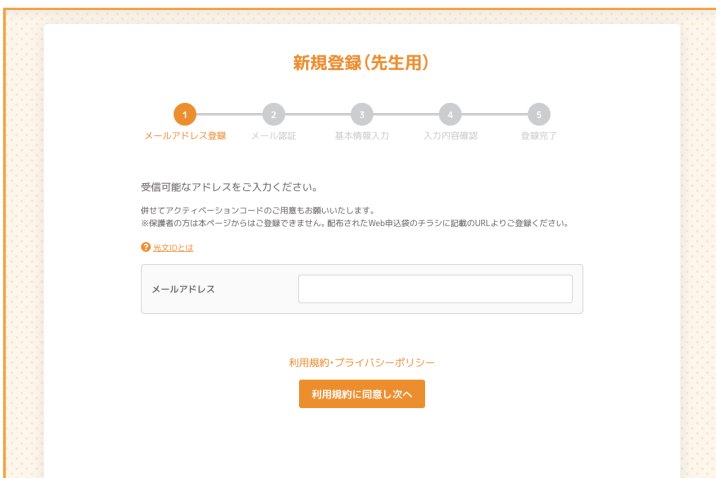 新規登録(先生用)
1 2 3 4 5
メールアドレス登録 メール認証 基本情報入力 入力内容確認 登録完了
受信可能なアドレスをご入力ください。
併せてアクティベーションコードのご用意もお願いいたします。
※保護者の方は本ページからはご登録できません。配布されたWeb申込袋のチラシに記載のURLよりご登録ください。
? 光文IDとは
メールアドレス
利用規約・プライバシーポリシー
利用規約に同意し次へ